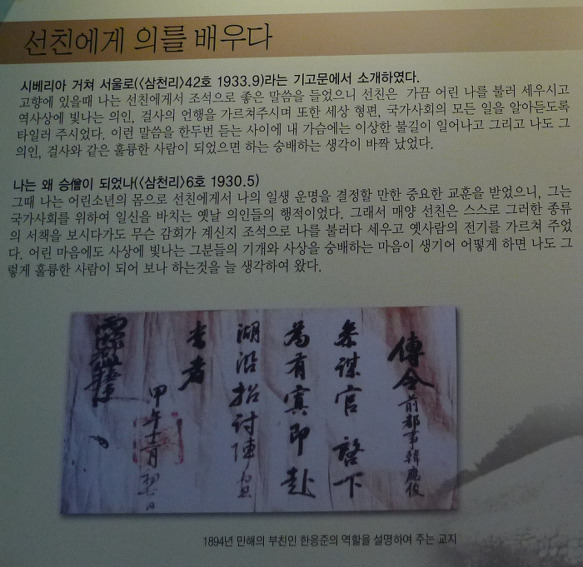 선친에게 의를 배우다
시베리아 거쳐 서울로(《삼천리》42호 1933.9)라는 기고문에서 소개하였다.
고향에 있을때 나는 선친에게서 조석으로 좋은 말씀을 들었으니 선친은 가끔 어린 나를 불러 세우시고
역사상에 빛나는 의인, 걸사의 언행을 가르쳐주시며 또한 세상 형편, 국가사회의 모든 일을 알아듣도록
타일러 주시었다. 이런 말씀을 한두번 듣는 사이에 내 가슴에는 이상한 불길이 일어나고 그리고 나도 그
의인, 걸사와 같은 훌륭한 사람이 되었으면 하는 숭배하는 생각이 바짝 났었다.
나는 왜 승僧이 되었나(《삼천리》6호 1930.5)
그때 나는 어린소년의 몸으로 선친에게서 나의 일생 운명을 결정할 만한 중요한 교훈을 받았으니, 그는
국가사회를 위하여 일신을 바치는 옛날 의인들의 행적이었다. 그래서 매양 선친은 스스로 그러한 종류
의 서책을 보시다가도 무슨 감회가 계신지 조석으로 나를 불러다 세우고 옛사람의 전기를 가르쳐 주었
다. 어린 마음에도 사상에 빛나는 그분들의 기개와 사상을 숭배하는 마음이 생기어 어떻게 하면 나도 그
렇게 훌륭한 사람이 되어 보나 하는것을 늘 생각하여 왔다.
傳令 前都事韓應俊
參謀官 啓下
為有寘即赴
湖沿招討陣
者
甲午十二月初七日
1894년 만해의 부친인 한응준의 역할을 설명하여 주는 교지